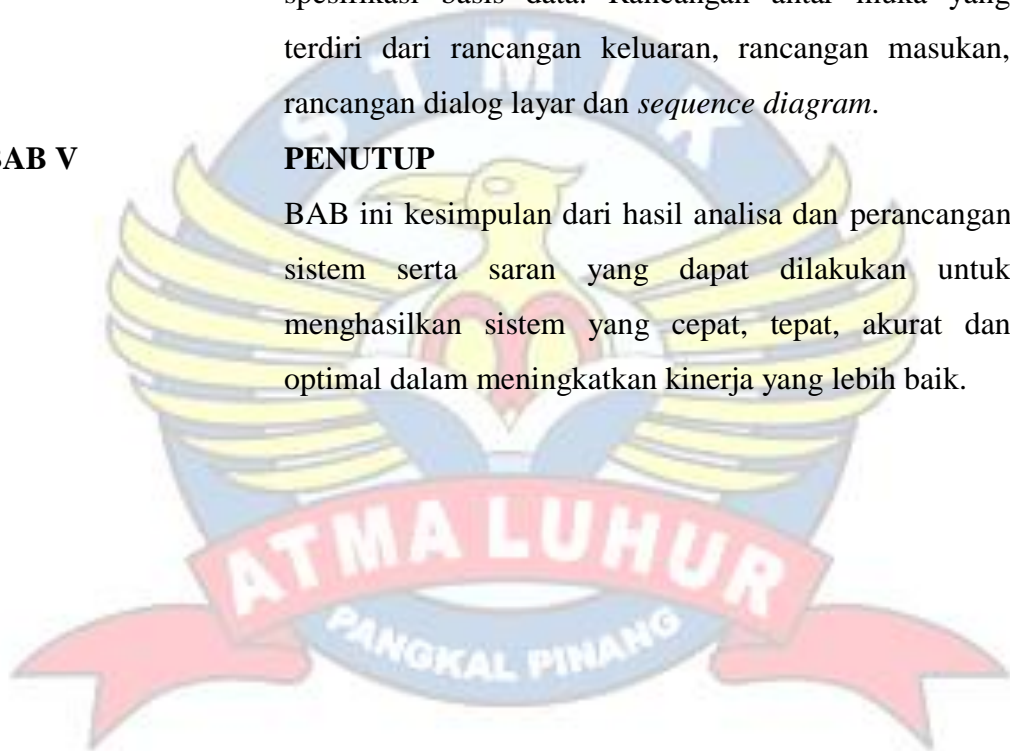 spesifikasi basis data. Rancangan antar muka yang
terdiri dari rancangan keluaran, rancangan masukan,
rancangan dialog layar dan sequence diagram.
BAB V PENUTUP
BAB ini kesimpulan dari hasil analisa dan perancangan
sistem serta saran yang dapat dilakukan untuk
menghasilkan sistem yang cepat, tepat, akurat dan
optimal dalam meningkatkan kinerja yang lebih baik.
STMIK
ATMA LUHUR
PANGKAL PINANG